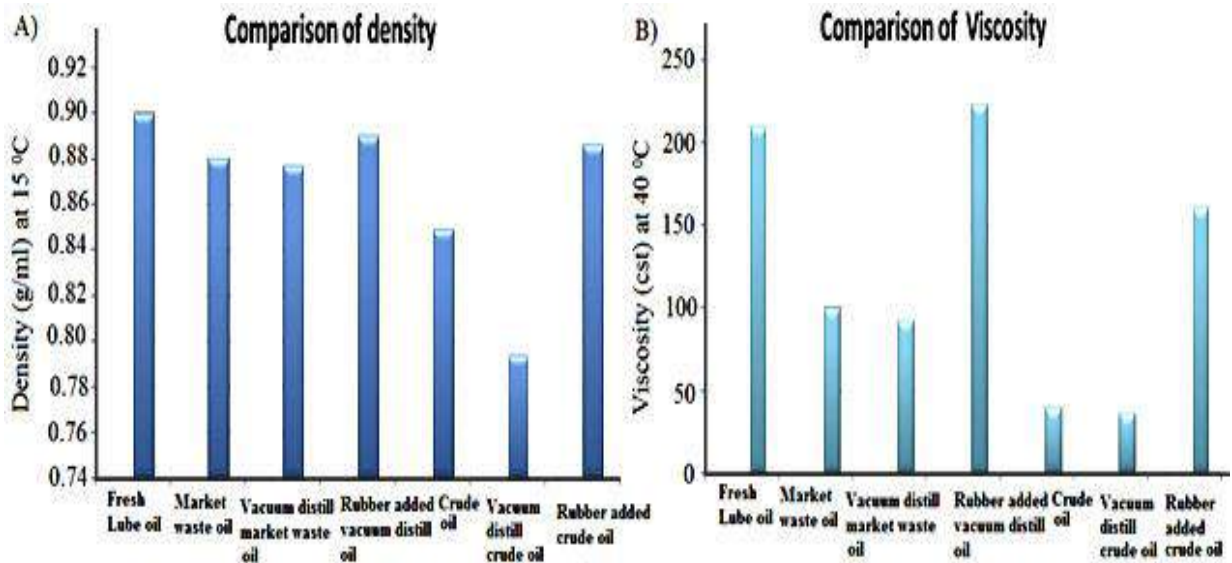 A)
Comparison of density
Density (g/ml) at 15 ⁰C
0.92
0.90
0.88
0.86
0.84
0.82
0.80
0.78
0.76
0.74
Fresh
Lube oil
Market
waste oil
Vacuum distill
market waste
oil
Rubber added
vacuum distill
oil
Crude
oil
Vacuum
distill
crude oil
Rubber added
crude oil
B)
Comparison of Viscosity
Viscosity (cst) at 40 ⁰C
250
200
150
100
50
0
Fresh
Lube oil
Market
waste oil
Vacuum distill
market waste
oil
Rubber added
vacuum distill
oil
Crude
oil
Vacuum
distill
crude oil
Rubber
added
crude oil